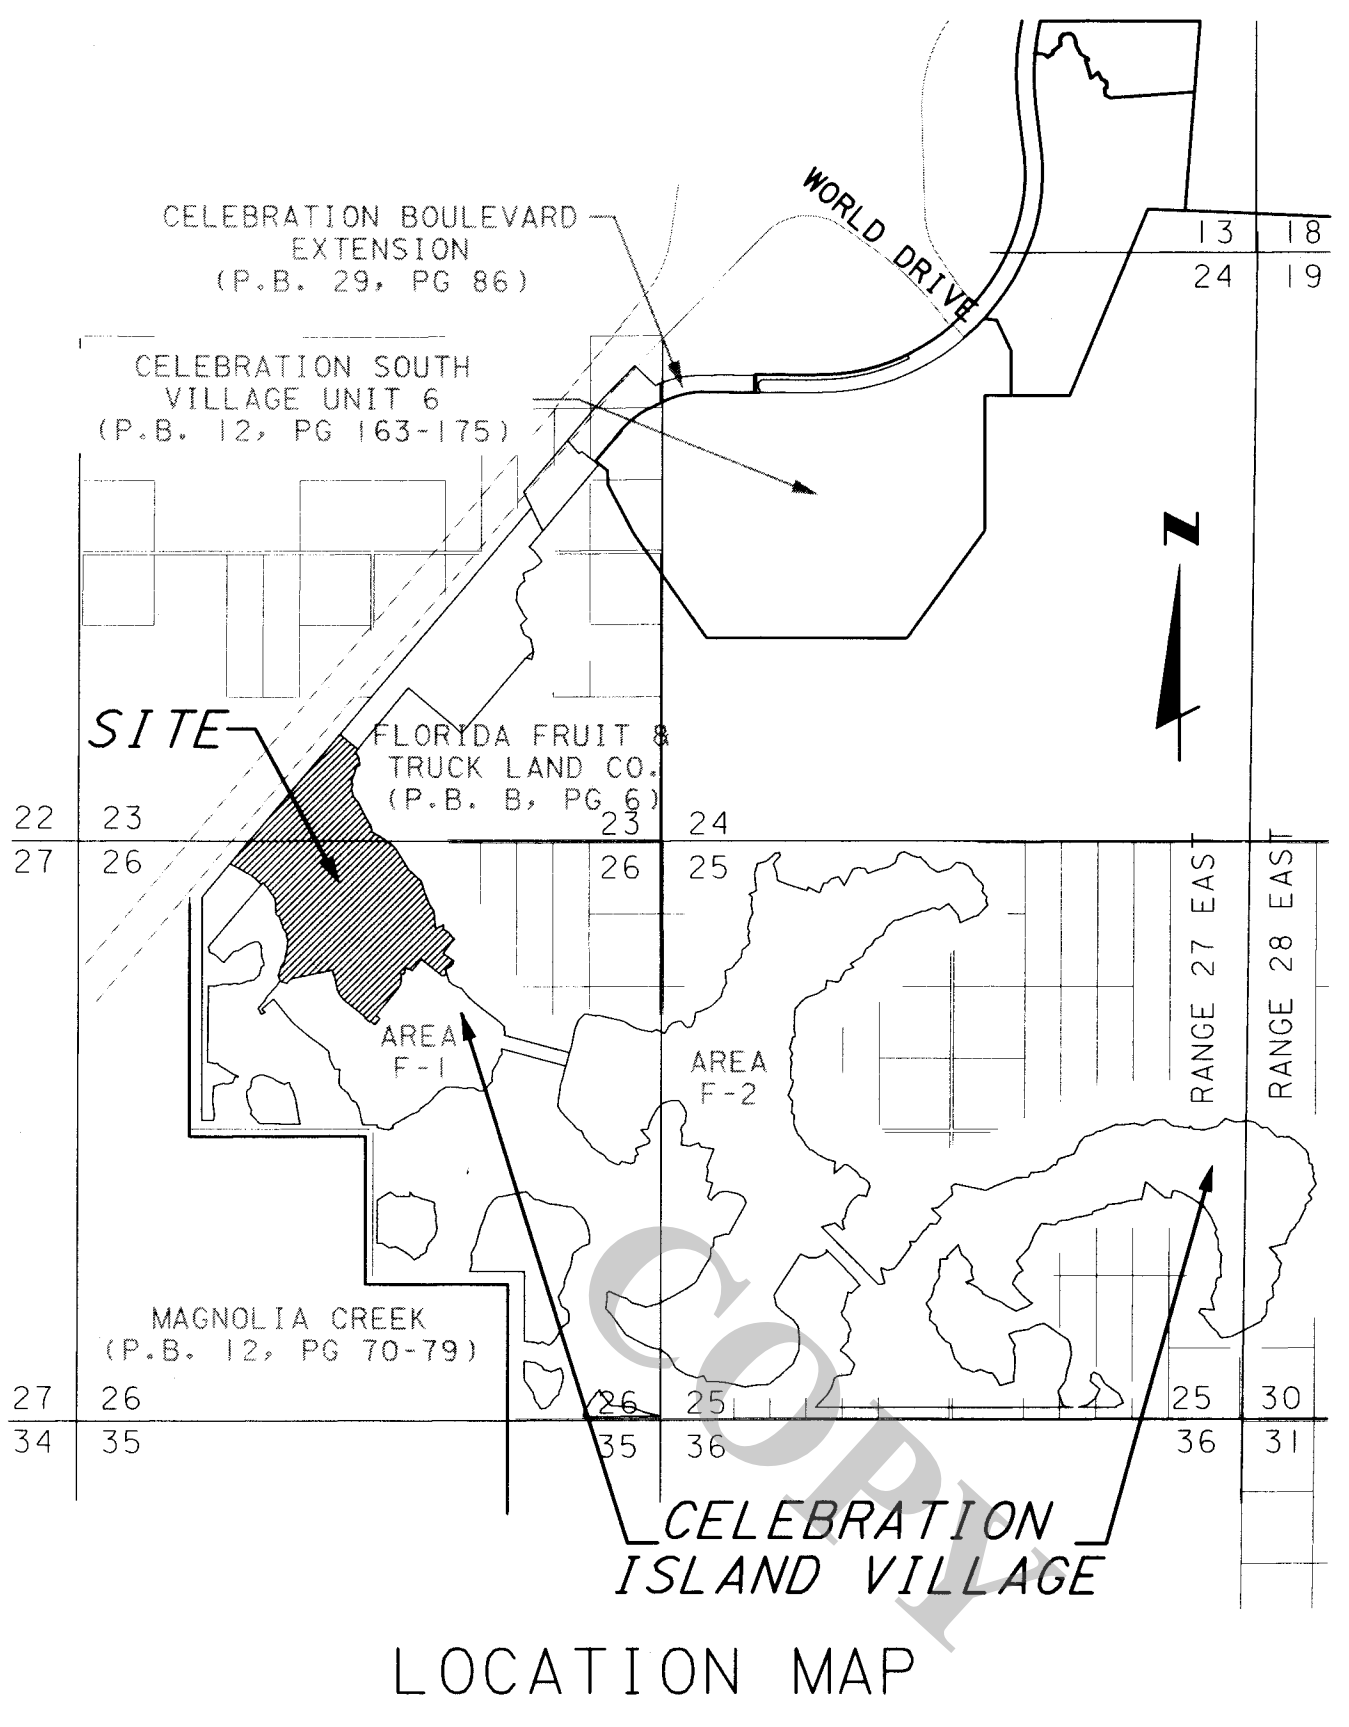 WORLD DRIVE
CELEBRATION BOULEVARD
EXTENSION
(P.B. 29, PG 86)
13 18
24 19
CELEBRATION SOUTH
VILLAGE UNIT 6
(P.B. 12, PG 163-175)
N
SITE
FLORIDA FRUIT &
TRUCK LAND CO.
(P.B. B, PG 6)
22 23
27 26
23 24
26 25
RANGE 27 EAST
RANGE 28 EAST
AREA
F-1
AREA
F-2
MAGNOLIA CREEK
(P.B. 12, PG 70-79)
27 26
34 35
26 25
35 36
25 30
36 31
COPY
CELEBRATION
ISLAND VILLAGE
LOCATION MAP